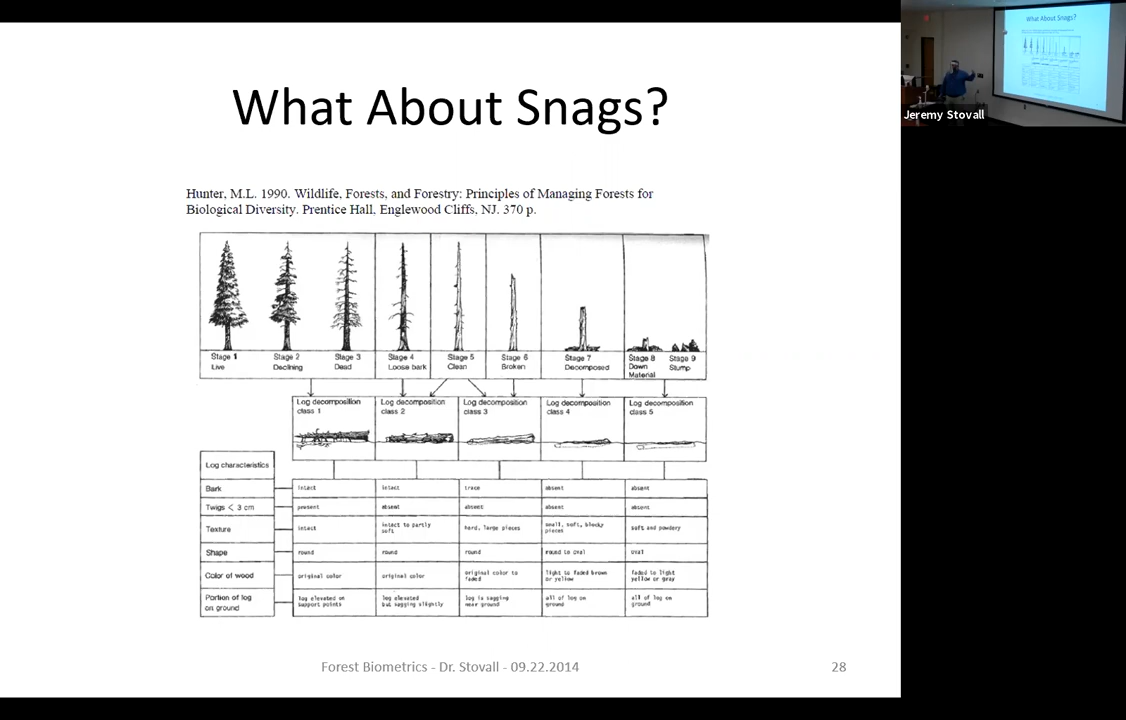 What About Snags?
Hunter, M.L. 1990. Wildlife, Forests, and Forestry: Principles of Managing Forests for
Biological Diversity. Prentice Hall, Englewood Cliffs, NJ. 370 p.
Stage 1 Stage 2 Stage 3 Stage 4 Stage 5 Stage 6 Stage 7 Stage 8 Stage 9
Live Declining Dead Loose bark Clean Broken Decomposed Down Stump
Material
Log decomposition Log decomposition Log decomposition Log decomposition Log decomposition
class 1 class 2 class 3 class 4 class 5
Log characteristics
Bark intact intact trace absent absent
Twigs < 3 cm present absent absent absent absent
Texture intact intact to partly soft hard, large pieces small, soft, blocky pieces soft and powdery
Shape round round round round to oval oval
Color of wood original color original color original color to faded light to faded brown or yellow faded to light yellow or gray
Portion of log on ground log elevated on support points log elevated but sagging slightly log is sagging near ground all of log on ground all of log on ground
Forest Biometrics - Dr. Stovall - 09.22.2014
28
What About Snags?
Jeremy Stovall